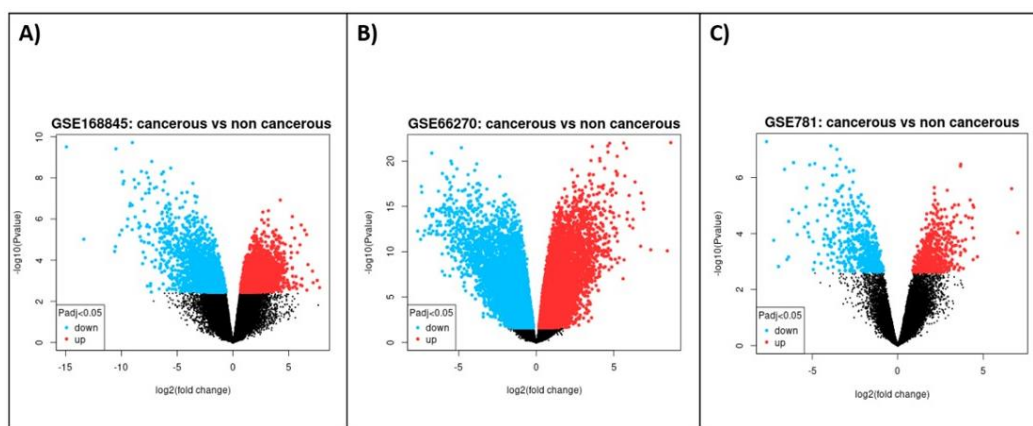 A)
GSE168845: cancerous vs non cancerous
10
8
6
4
2
0
-log10(Pvalue)
Padj<0.05
down
up
-15
-10
-5
0
5
log2(fold change)
B)
GSE66270: cancerous vs non cancerous
20
15
10
5
0
-log10(Pvalue)
Padj<0.05
down
up
-5
0
5
log2(fold change)
C)
GSE781: cancerous vs non cancerous
6
4
2
0
-log10(Pvalue)
Padj<0.05
down
up
-5
0
5
log2(fold change)